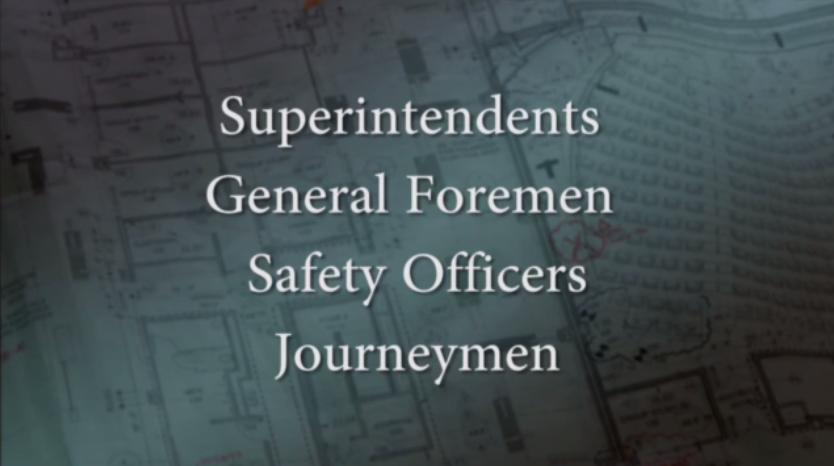 Superintendents
General Foremen
Safety Officers
Journeymen